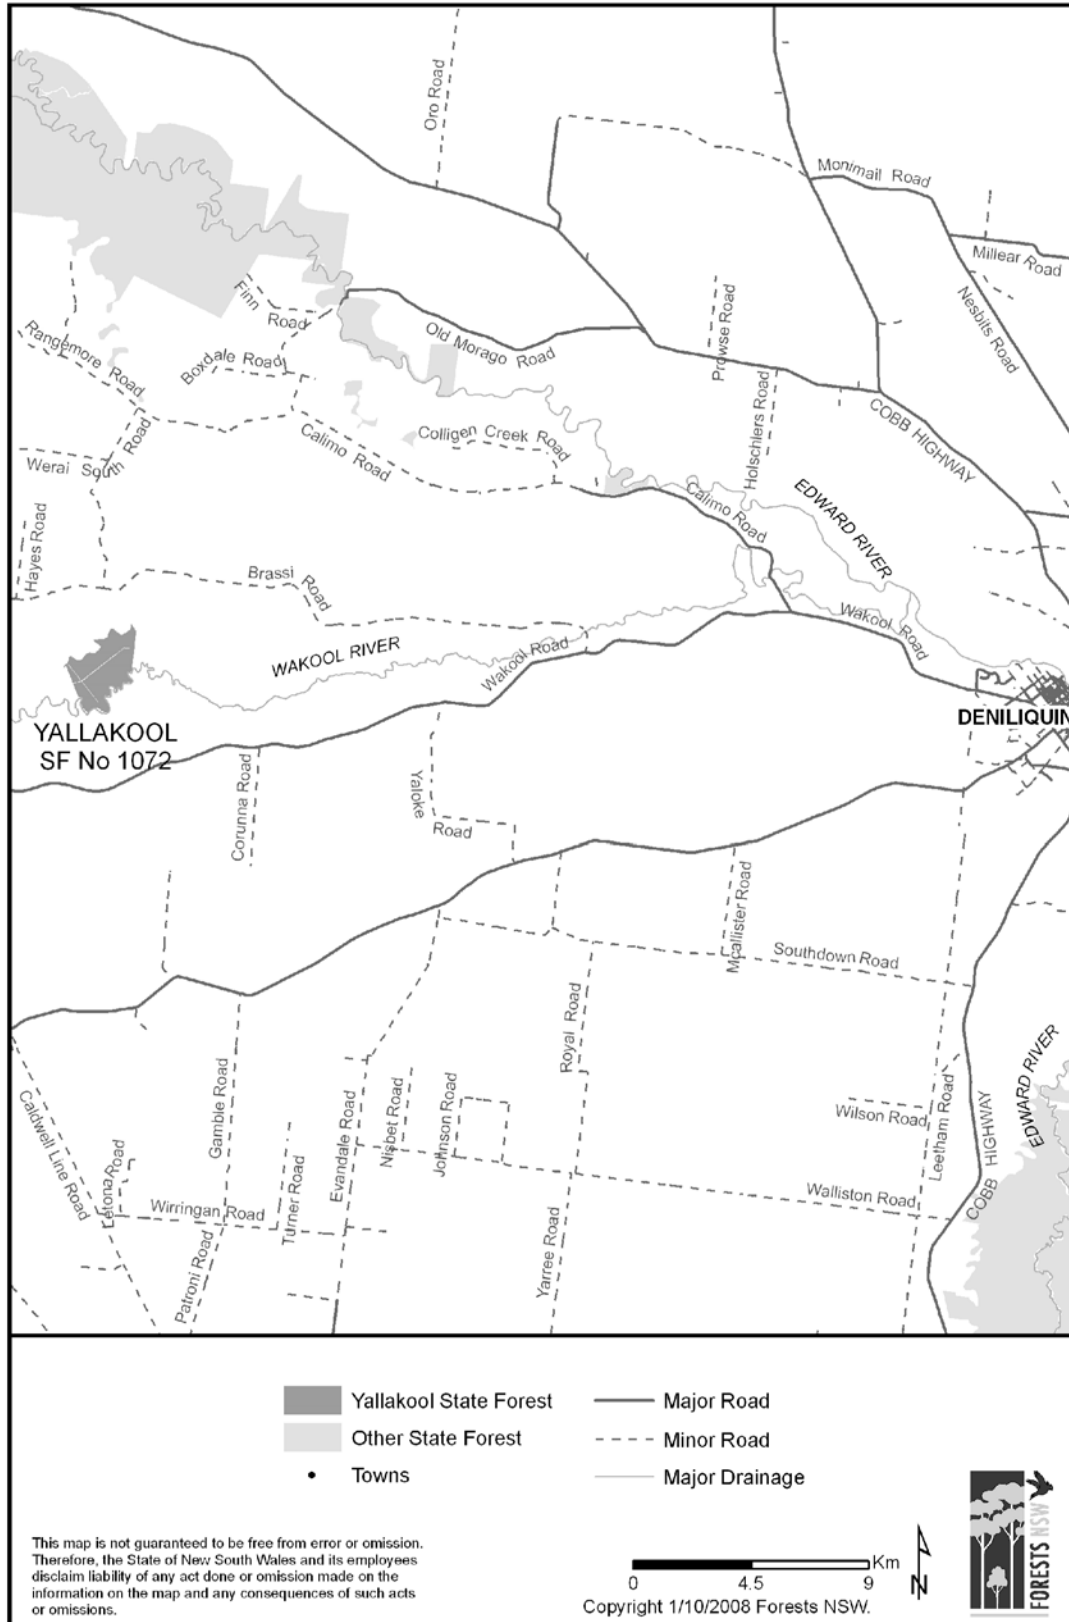 Oro Road
Monimail Road
Millear Road
Nesbits Road
Finn Road
Old Morago Road
Prowse Road
Rangemore Road
Boxdale Road
Holschlers Road
COBB HIGHWAY
Colligen Creek Road
Calimo Road
Werai South Road
Calimo Road
EDWARD RIVER
Hayes Road
Brassi Road
WAKOOL RIVER
Wakool Road
Wakool Road
DENILIQUIN
YALLAKOOL
SF No 1072
Corunna Road
Yaloke Road
Mcallister Road
Southdown Road
Royal Road
EDWARD RIVER
Caldwell Line Road
Gamble Road
Evandale Road
Nisbet Road
Johnson Road
Wilson Road
Leetham Road
COBB HIGHWAY
Letona Road
Wirringan Road
Turner Road
Walliston Road
Patroni Road
Yarree Road
Yallakool State Forest
Other State Forest
Towns
Major Road
Minor Road
Major Drainage
This map is not guaranteed to be free from error or omission.
Therefore, the State of New South Wales and its employees
disclaim liability of any act done or omission made on the
information on the map and any consequences of such acts
or omissions.
0 4.5 9 Km
Copyright 1/10/2008 Forests NSW.
N
FORESTS NSW